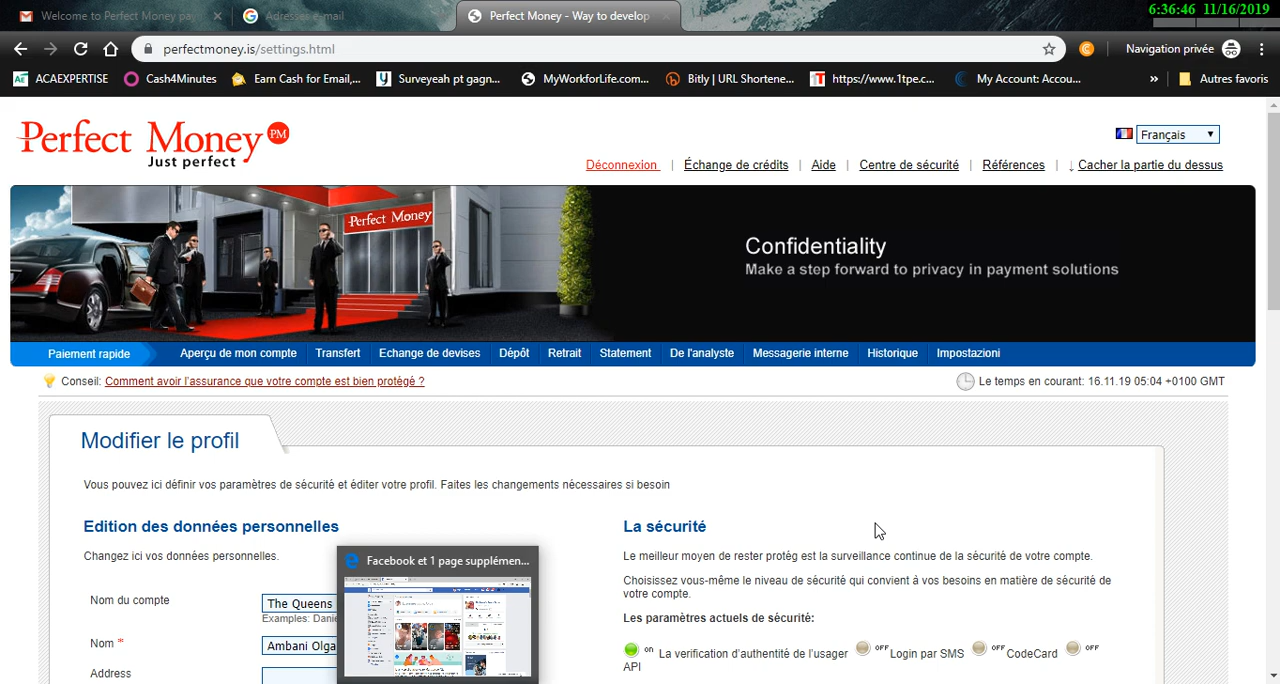 6:36:46 11/16/2019
Welcome to Perfect Money pay
Adresses e-mail
Perfect Money - Way to develop
perfectmoney.is/settings.html
Navigation privée
ACAEXPERTISE
Cash4Minutes
Earn Cash for Email,...
Surveyeah pt gagn...
MyWorkforLife.com...
Bitly | URL Shortene...
https://www.1tpe.c...
My Account: Accou...
»
Autres favoris
Perfect Money PM
Just perfect
Français
Déconnexion | Échange de crédits | Aide | Centre de sécurité | Références | ↓ Cacher la partie du dessus
Perfect Money
Confidentiality
Make a step forward to privacy in payment solutions
Paiement rapide Aperçu de mon compte Transfert Echange de devises Dépôt Retrait Statement De l'analyste Messagerie interne Historique Impostazioni
Conseil: Comment avoir l'assurance que votre compte est bien protégé ?
Le temps en courant: 16.11.19 05:04 +0100 GMT
Modifier le profil
Vous pouvez ici définir vos paramètres de sécurité et éditer votre profil. Faites les changements nécessaires si besoin
Edition des données personnelles
Changez ici vos données personnelles.
Nom du compte
The Queens
Examples: Danie
Nom *
Ambani Olga
Address
Facebook et 1 page supplémen...
La sécurité
Le meilleur moyen de rester protèg est la surveillance continue de la sécurité de votre compte.
Choisissez vous-même le niveau de sécurité qui convient à vos besoins en matière de sécurité de
votre compte.
Les paramètres actuels de sécurité:
on La verification d'authentité de l'usager OFF Login par SMS OFF CodeCard OFF
API